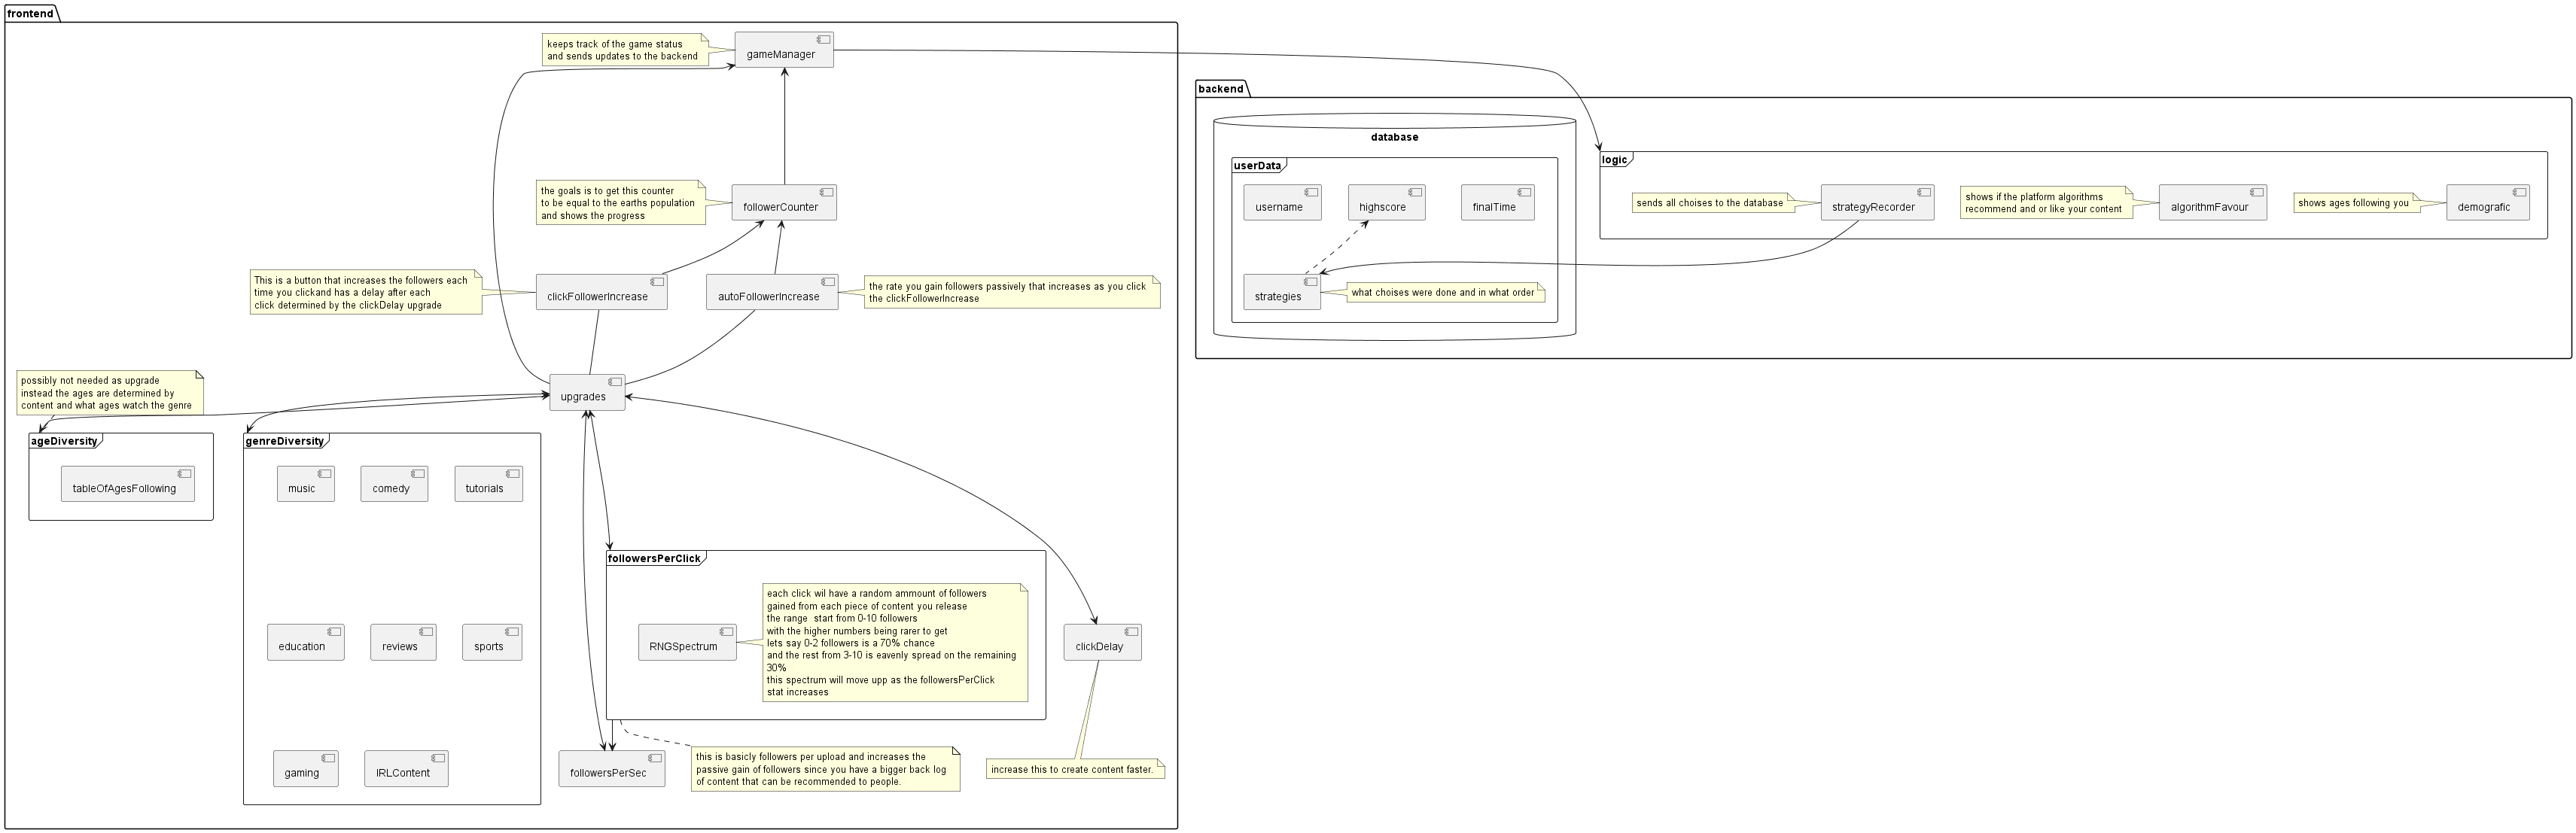 frontend
keeps track of the game status
and sends updates to the backend
gameManager
the goals is to get this counter
to be equal to the earths population
and shows the progress
followerCounter
This is a button that increases the followers each
time you clickand has a delay after each
click determined by the clickDelay upgrade
clickFollowerIncrease
autoFollowerIncrease
the rate you gain followers passively that increases as you click
the clickFollowerIncrease
possibly not needed as upgrade
instead the ages are determined by
content and what ages watch the genre
upgrades
ageDiversity
tableOfAgesFollowing
genreDiversity
music
comedy
tutorials
education
reviews
sports
gaming
IRLContent
followersPerClick
RNGSpectrum
each click wil have a random ammount of followers
gained from each piece of content you release
the range  start from 0-10 followers
with the higher numbers being rarer to get
lets say 0-2 followers is a 70% chance
and the rest from 3-10 is eavenly spread on the remaining
30%
this spectrum will move upp as the followersPerClick
stat increases
clickDelay
followersPerSec
this is basicly followers per upload and increases the
passive gain of followers since you have a bigger back log
of content that can be recommended to people.
increase this to create content faster.
backend
database
userData
username
highscore
finalTime
strategies
what choises were done and in what order
logic
sends all choises to the database
strategyRecorder
shows if the platform algorithms
recommend and or like your content
algorithmFavour
shows ages following you
demografic